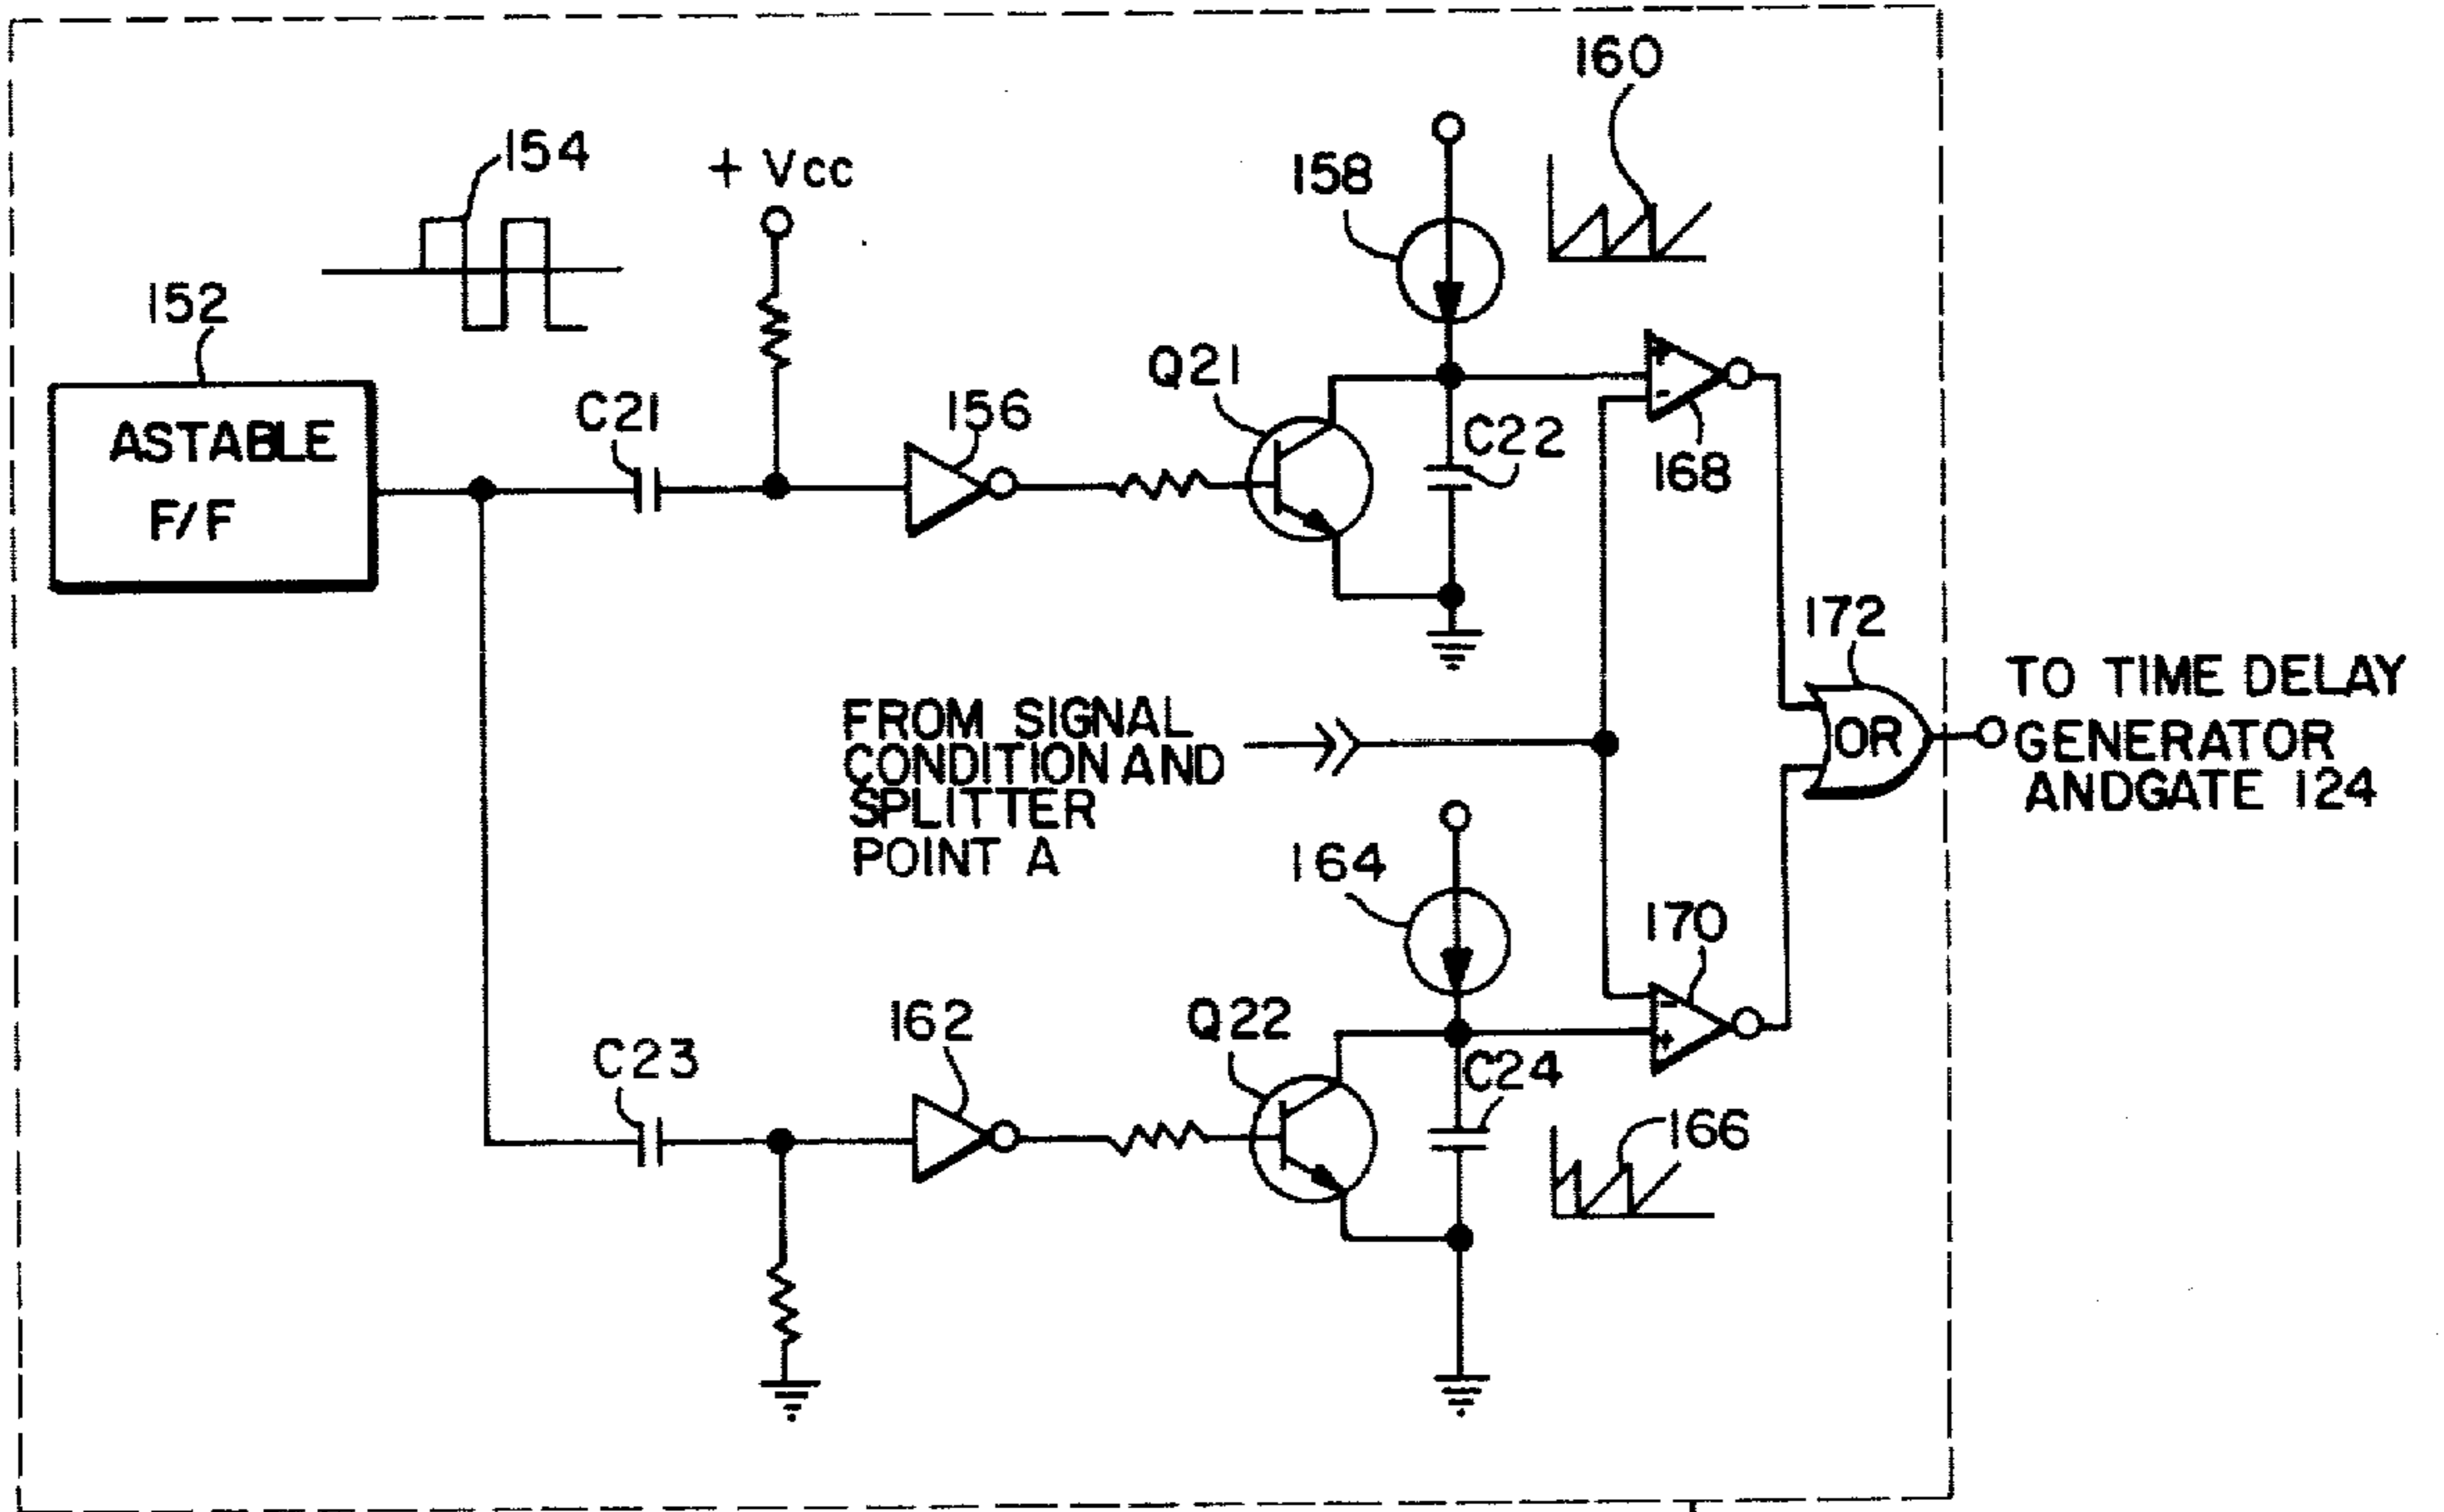 160
154
+ Vcc
158
152
Q21
C21
156
C22
ASTABLE
F/F
168
172
TO TIME DELAY
GENERATOR
ANDGATE 124
OR
FROM SIGNAL
CONDITION AND
SPLITTER
POINT A
164
170
162
Q22
C23
C24
166
+
-
-
+